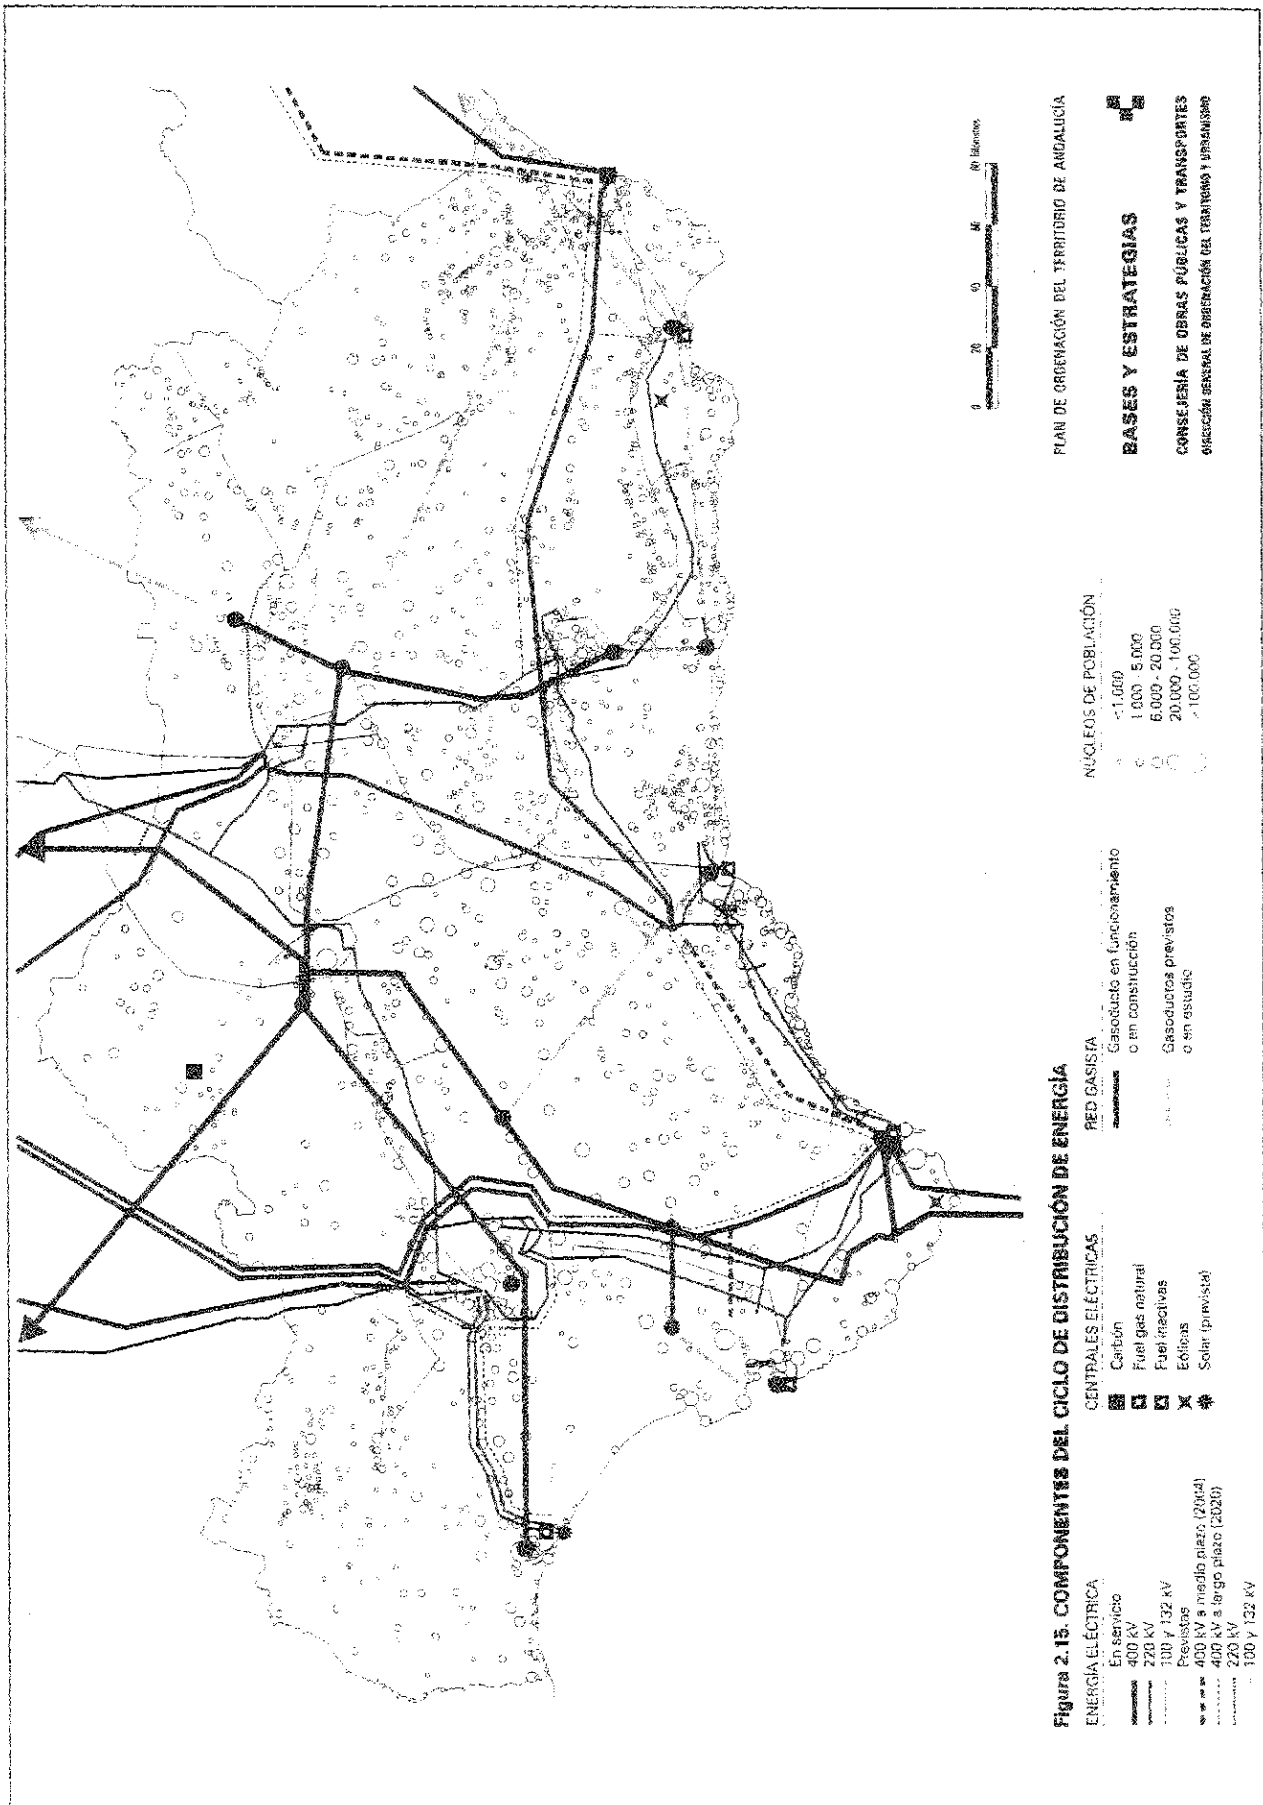 Figura 2.15. COMPONENTES DEL CICLO DE DISTRIBUCIÓN DE ENERGÍA
ENERGÍA ELÉCTRICA
En servicio
400 kV
220 kV
100 y 132 kV
Previstas
400 kV a medio plazo (2004)
400 kV a largo plazo (2020)
220 kV
100 y 132 kV
CENTRALES ELÉCTRICAS
Carbón
Fuel gas natural
Fuel inactivas
Eólicas
Solar (prevista)
RED GASISTA
Gasoducto en funcionamiento
o en construcción
Gasoductos previstos
o en estudio
NÚCLEOS DE POBLACIÓN
<1.000
1.000 - 5.000
6.000 - 20.000
20.000 - 100.000
>100.000
0 20 40 60 80 kilómetros
PLAN DE ORDENACIÓN DEL TERRITORIO DE ANDALUCÍA
BASES Y ESTRATEGIAS
CONSEJERÍA DE OBRAS PÚBLICAS Y TRANSPORTES
DIRECCIÓN GENERAL DE ORDENACIÓN DEL TERRITORIO Y URBANISMO